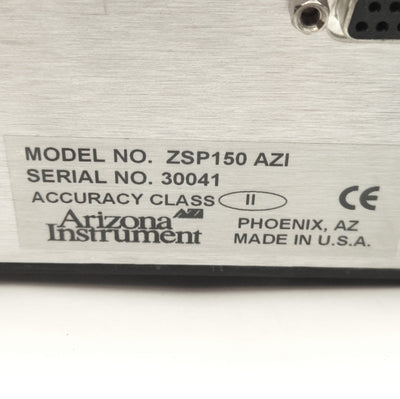 MODEL NO. ZSP150 AZI
SERIAL NO. 30041
ACCURACY CLASS II
CE
AZI
Arizona
Instrument
PHOENIX, AZ
MADE IN U.S.A.